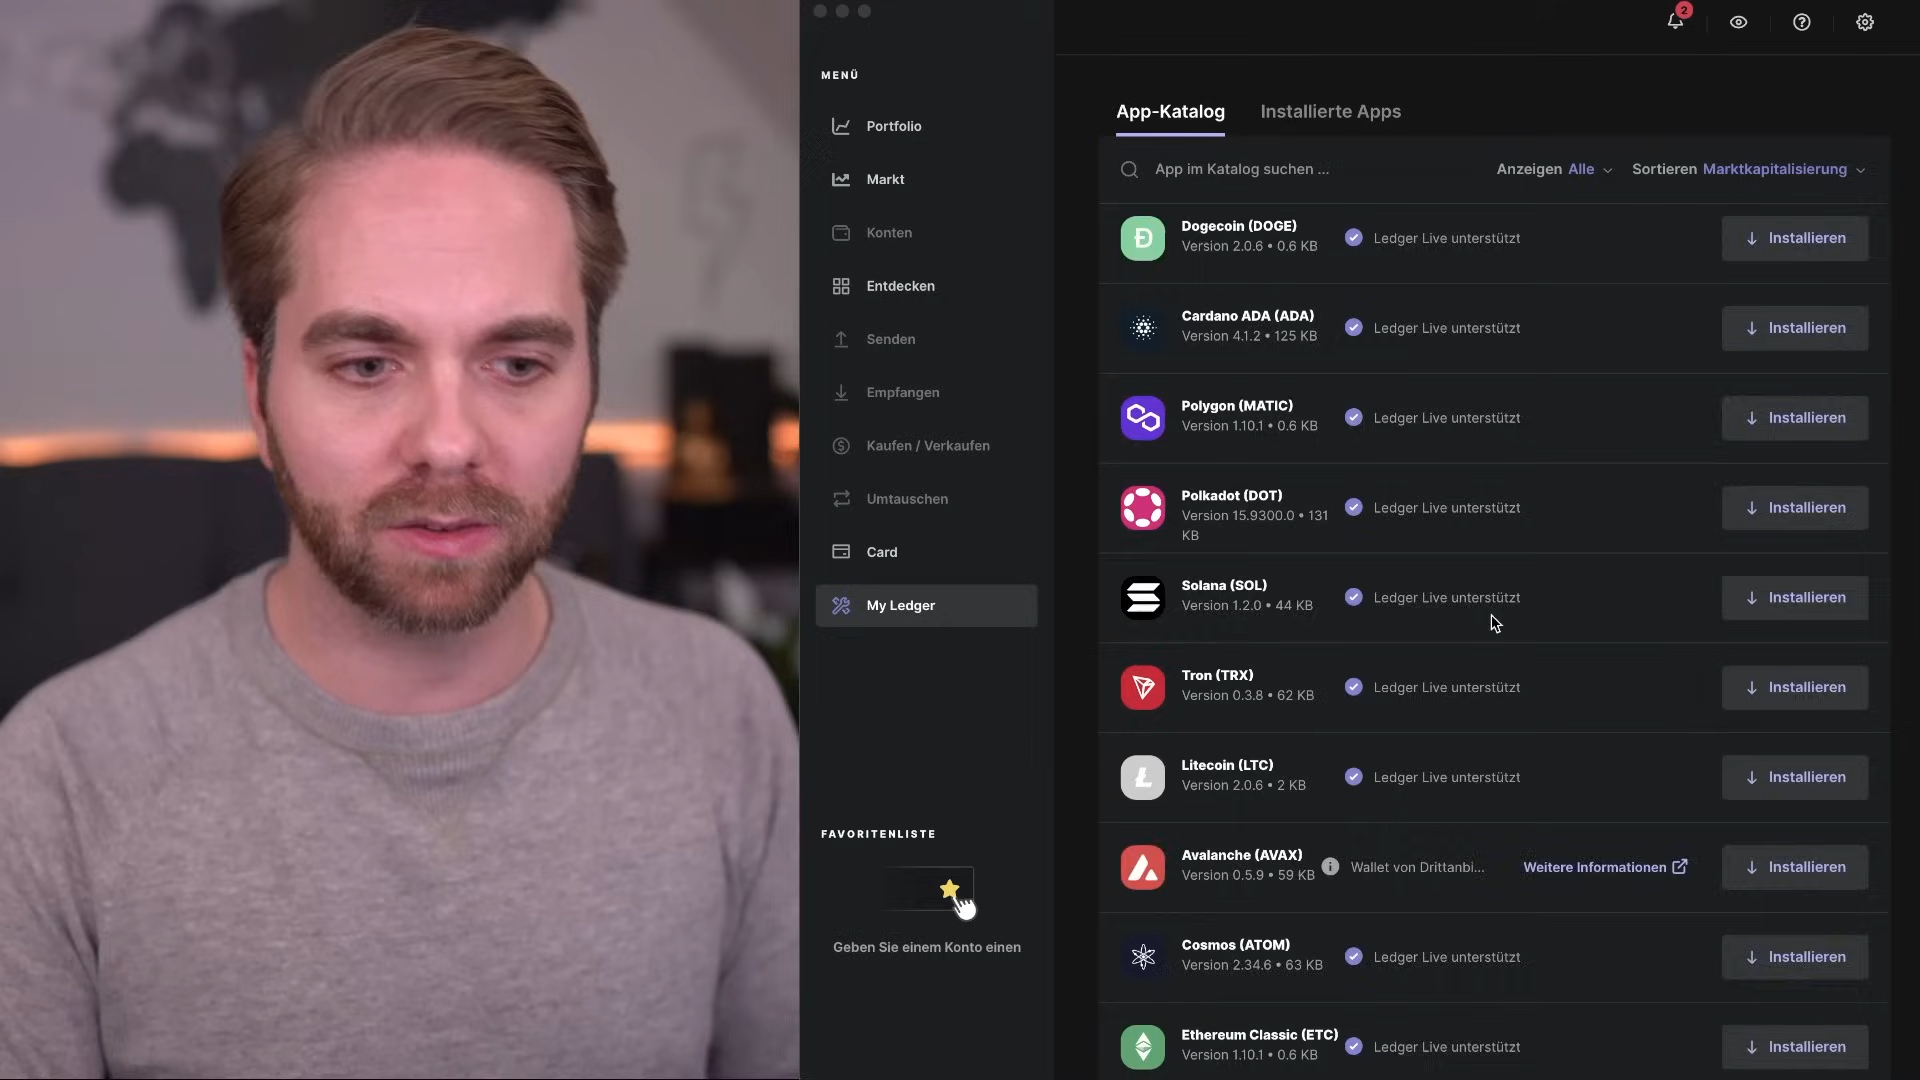 MENÜ
Portfolio
Markt
Konten
Entdecken
Senden
Empfangen
Kaufen / Verkaufen
Umtauschen
Card
My Ledger
FAVORITENLISTE
Geben Sie einem Konto einen
2
App-Katalog
Installierte Apps
App im Katalog suchen ...
Anzeigen Alle
Sortieren Marktkapitalisierung
Dogecoin (DOGE)
Version 2.0.6 • 0.6 KB
Ledger Live unterstützt
Installieren
Cardano ADA (ADA)
Version 4.1.2 • 125 KB
Ledger Live unterstützt
Installieren
Polygon (MATIC)
Version 1.10.1 • 0.6 KB
Ledger Live unterstützt
Installieren
Polkadot (DOT)
Version 15.9300.0 • 131
KB
Ledger Live unterstützt
Installieren
Solana (SOL)
Version 1.2.0 • 44 KB
Ledger Live unterstützt
Installieren
Tron (TRX)
Version 0.3.8 • 62 KB
Ledger Live unterstützt
Installieren
Litecoin (LTC)
Version 2.0.6 • 2 KB
Ledger Live unterstützt
Installieren
Avalanche (AVAX)
Version 0.5.9 • 59 KB
Wallet von Drittanbi...
Weitere Informationen
Installieren
Cosmos (ATOM)
Version 2.34.6 • 63 KB
Ledger Live unterstützt
Installieren
Ethereum Classic (ETC)
Version 1.10.1 • 0.6 KB
Ledger Live unterstützt
Installieren